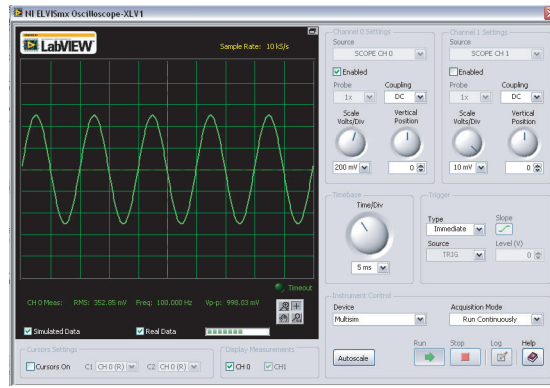 NI ELVISmx Oscilloscope-XLV1
LabVIEW
Sample Rate: 10 kS/s
Timeout
CH 0 Meas: RMS: 352.85 mV Freq: 100.000 Hz Vp-p: 998.03 mV
Simulated Data
Real Data
Cursors Settings
Cursors On C1 CH 0 (R) C2 CH 0 (R)
Display Measurements
CH 0 CH1
Channel 0 Settings
Source
SCOPE CH 0
Enabled
Probe Coupling
1x DC
Scale Vertical
Volts/Div Position
200 mV 0
Channel 1 Settings
Source
SCOPE CH 1
Enabled
Probe Coupling
1x DC
Scale Vertical
Volts/Div Position
10 mV 0
Timebase
Time/Div
5 ms
Trigger
Type Slope
Immediate
Source Level (V)
TRIG 0
Instrument Control
Device Acquisition Mode
Multisim Run Continuously
Run Stop Log Help
Autoscale